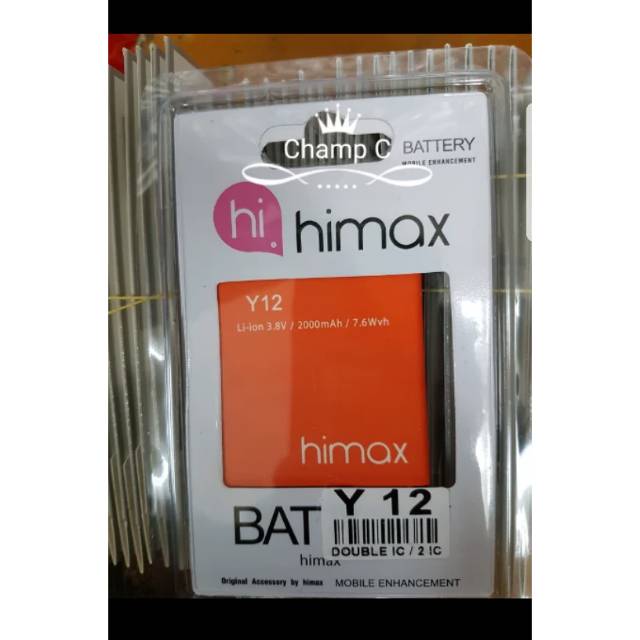 Champ C
BATTERY
MOBILE ENHANCEMENT
hi.
himax
Y12
Li-ion 3.8V / 2000mAh / 7.6Wvh
himax
Y 12
BAT
DOUBLE IC / 2 IC
himax
Original Accessory by himax
MOBILE ENHANCEMENT